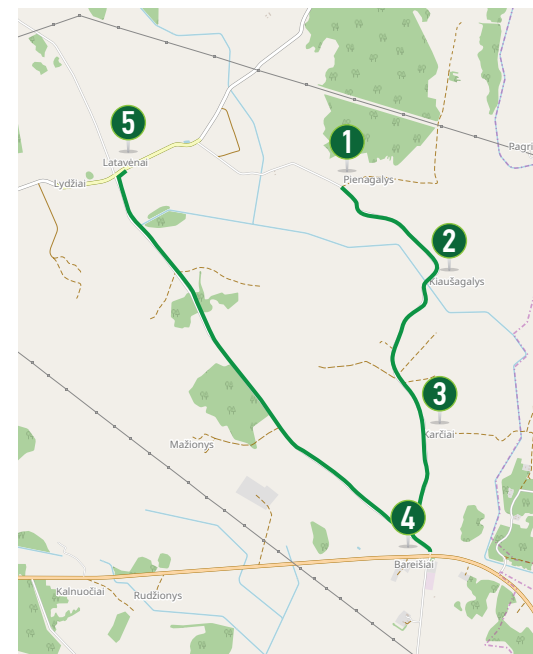 5
1
Pagri
Latavėnai
Pienagalys
Lydžiai
2
Kiaušagalys
3
Karčiai
Mažionys
4
Bareišiai
Kalnuočiai
Rudžionys